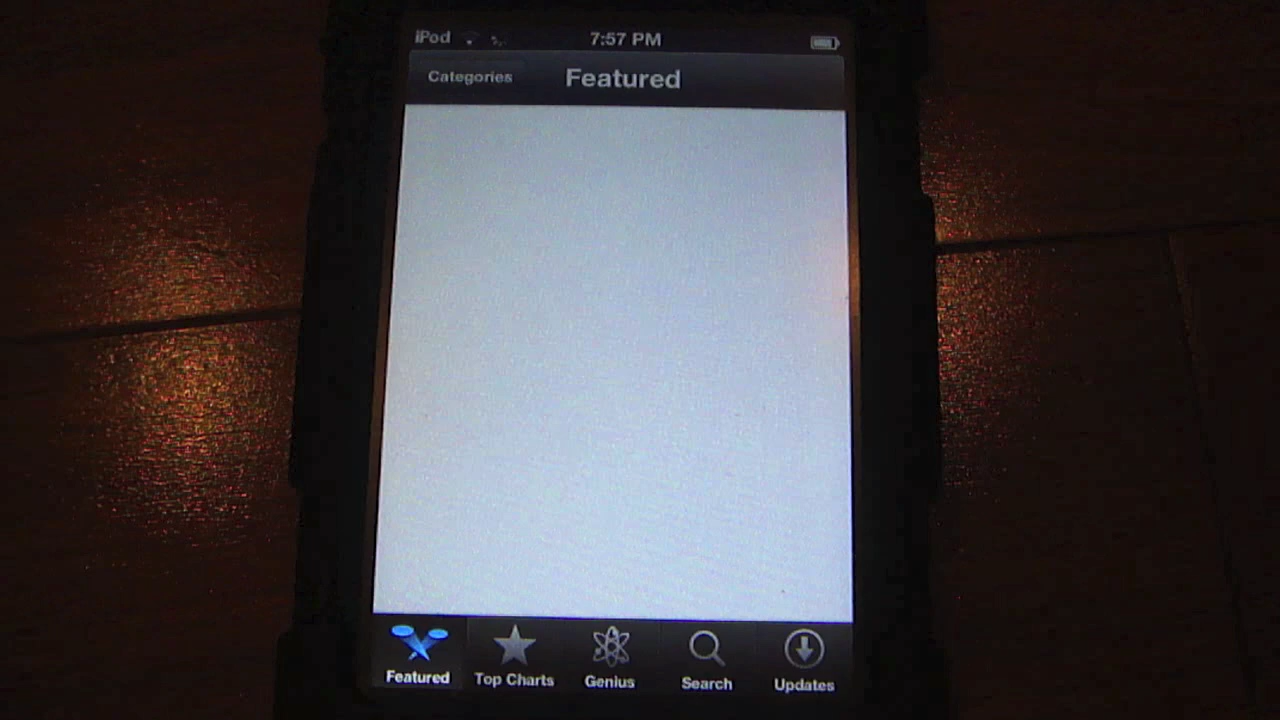 iPod 7:57 PM
Categories Featured
Featured Top Charts Genius Search Updates